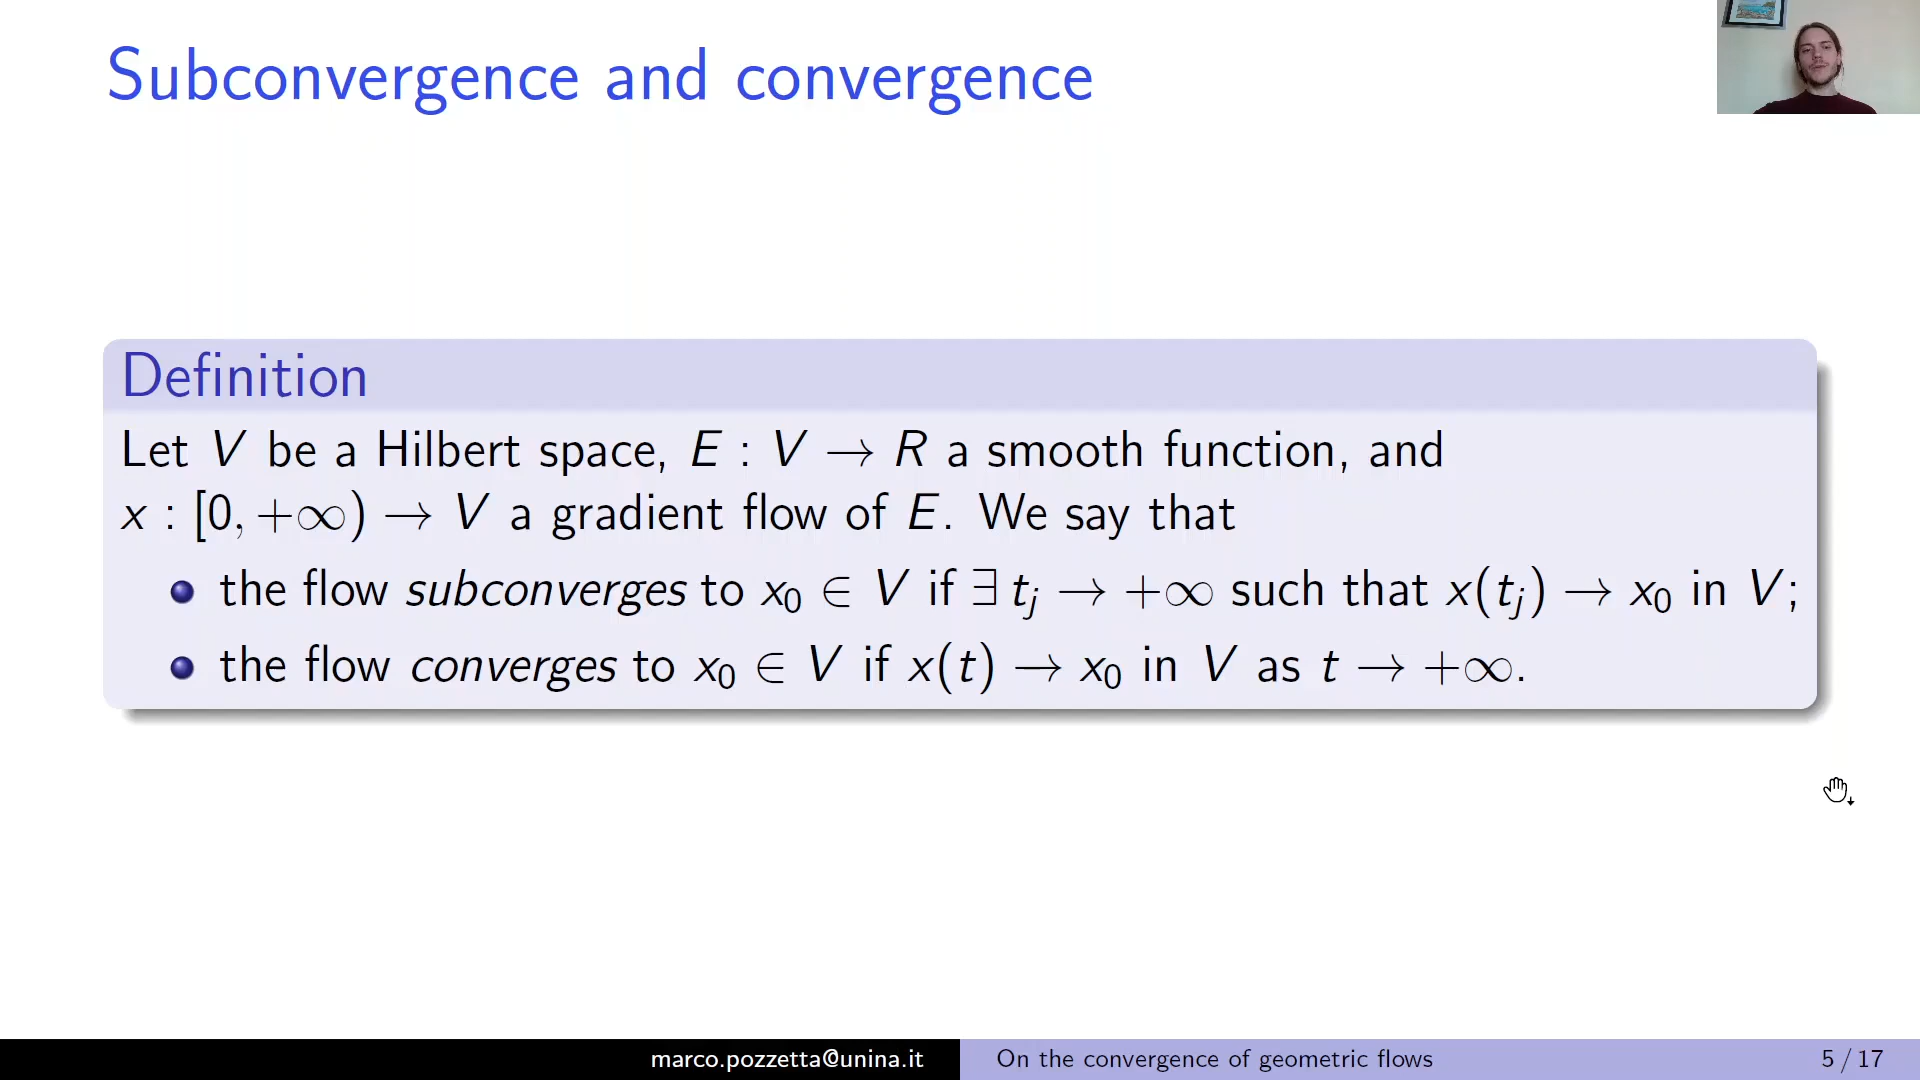 Subconvergence and convergence
Definition
Let V be a Hilbert space, E : V → R a smooth function, and
x : [0, +∞) → V a gradient flow of E. We say that
the flow subconverges to x₀ ∈ V if ∃ tⱼ → +∞ such that x(tⱼ) → x₀ in V;
the flow converges to x₀ ∈ V if x(t) → x₀ in V as t → +∞.
marco.pozzetta@unina.it
On the convergence of geometric flows
5 / 17